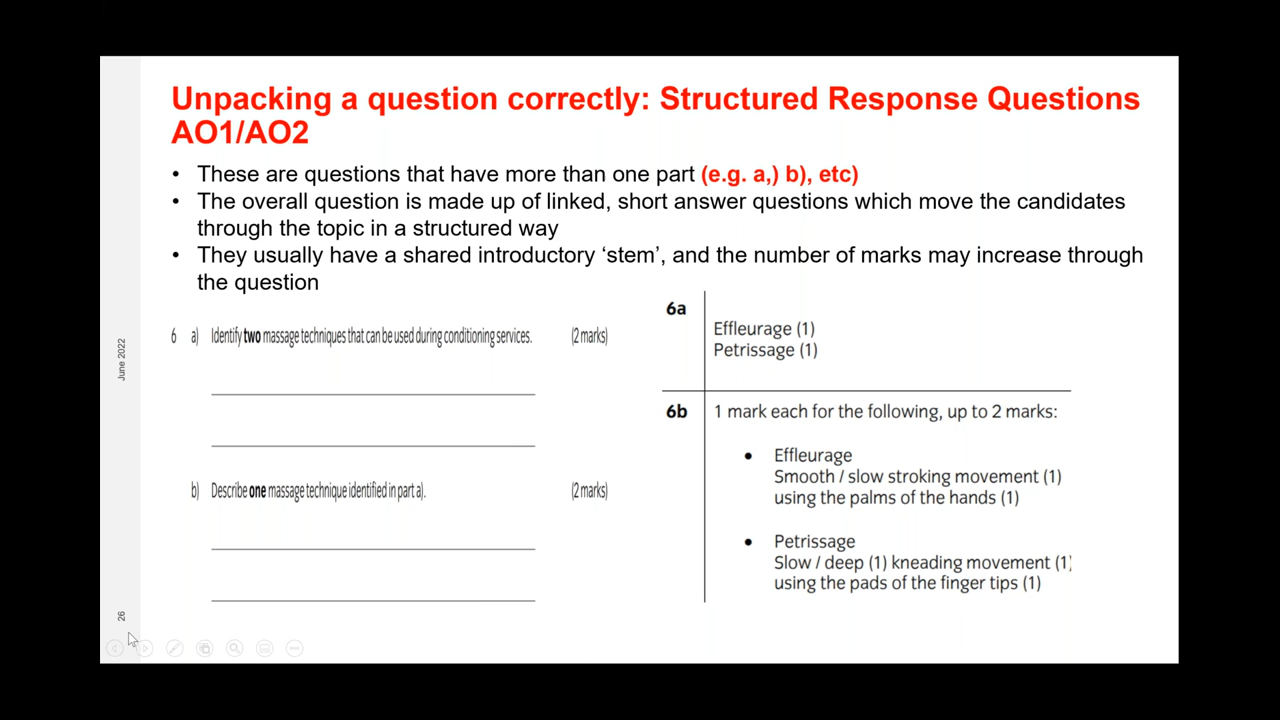 Unpacking a question correctly: Structured Response Questions
AO1/AO2
• These are questions that have more than one part (e.g. a,) b), etc)
• The overall question is made up of linked, short answer questions which move the candidates
through the topic in a structured way
• They usually have a shared introductory ‘stem’, and the number of marks may increase through
the question
6 a) Identify two massage techniques that can be used during conditioning services. (2 marks)
b) Describe one massage technique identified in part a). (2 marks)
6a
Effleurage (1)
Petrissage (1)
6b 1 mark each for the following, up to 2 marks:
• Effleurage
Smooth / slow stroking movement (1)
using the palms of the hands (1)
• Petrissage
Slow / deep (1) kneading movement (1)
using the pads of the finger tips (1)
June 2022
26